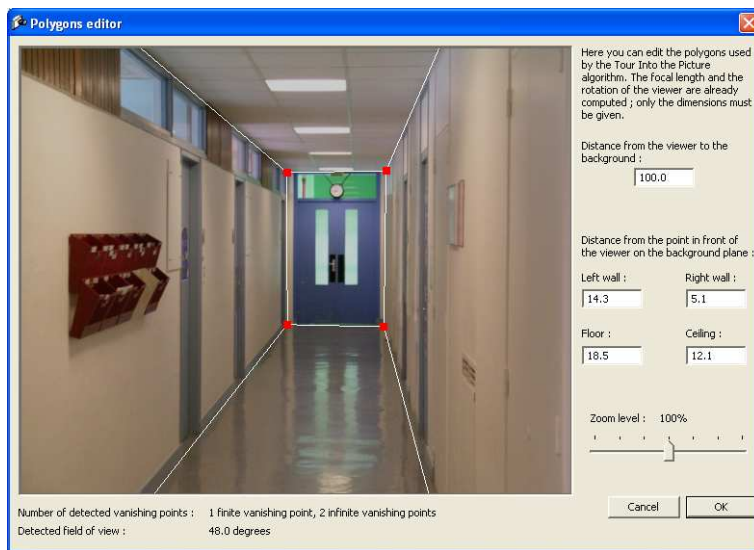 Polygons editor
Here you can edit the polygons used
by the Tour Into the Picture
algorithm. The focal length and the
rotation of the viewer are already
computed ; only the dimensions must
be given.
Distance from the viewer to the
background :
100.0
Distance from the point in front of
the viewer on the background plane :
Left wall : Right wall :
14.3 5.1
Floor : Ceiling :
18.5 12.1
Zoom level : 100%
Number of detected vanishing points : 1 finite vanishing point, 2 infinite vanishing points
Detected field of view : 48.0 degrees
Cancel OK